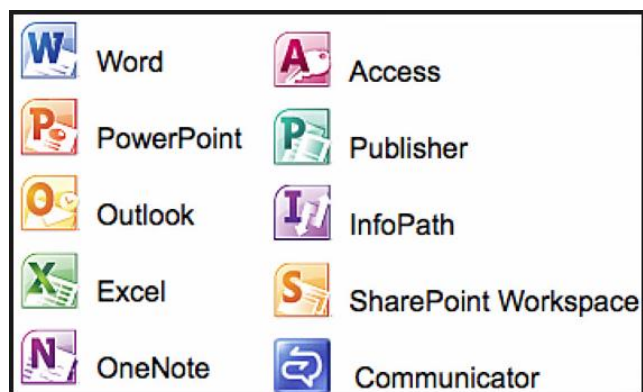 W Word
P PowerPoint
O Outlook
X Excel
N OneNote
A Access
P Publisher
I InfoPath
S SharePoint Workspace
Communicator